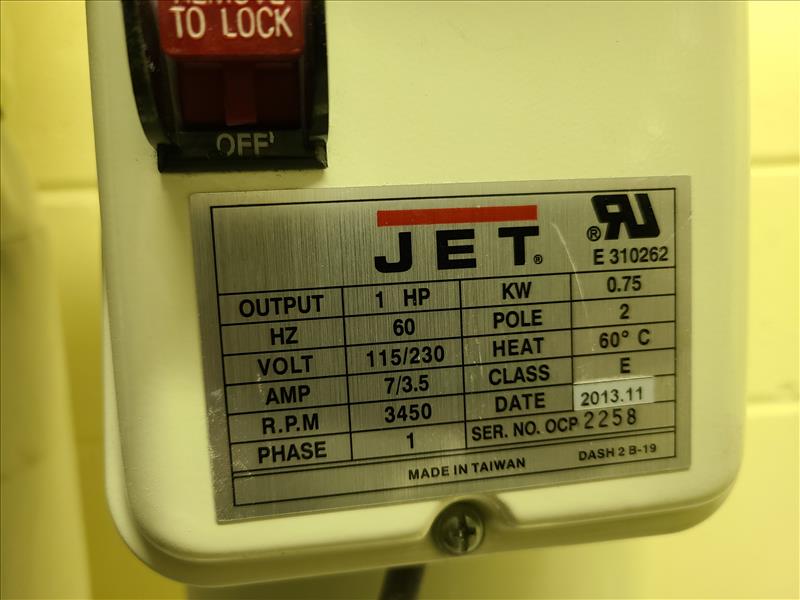 TO LOCK
OFF
JET®
® RU
E 310262
OUTPUT 1 HP KW 0.75
HZ 60 POLE 2
VOLT 115/230 HEAT 60° C
AMP 7/3.5 CLASS E
R.P.M 3450 DATE 2013.11
PHASE 1 SER. NO. OCP 2258
MADE IN TAIWAN DASH 2 B-19